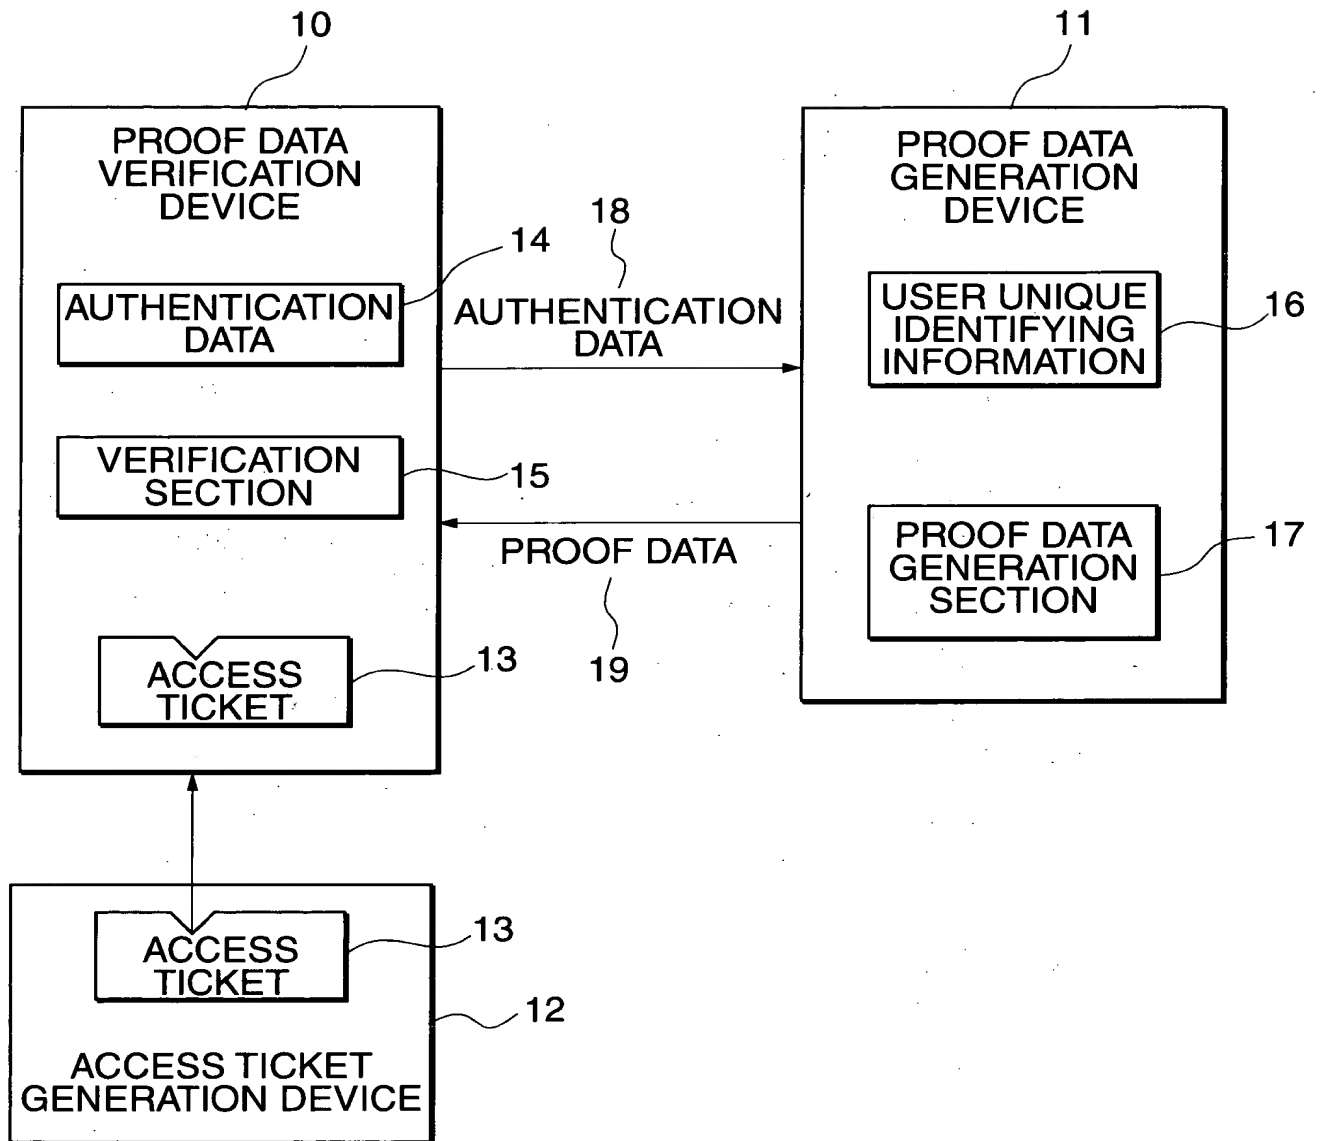 10
11
PROOF DATA
VERIFICATION
DEVICE
PROOF DATA
GENERATION
DEVICE
14
AUTHENTICATION
DATA
18
AUTHENTICATION
DATA
USER UNIQUE
IDENTIFYING
INFORMATION
16
VERIFICATION
SECTION
15
PROOF DATA
19
PROOF DATA
GENERATION
SECTION
17
ACCESS
TICKET
13
ACCESS
TICKET
13
12
ACCESS TICKET
GENERATION DEVICE